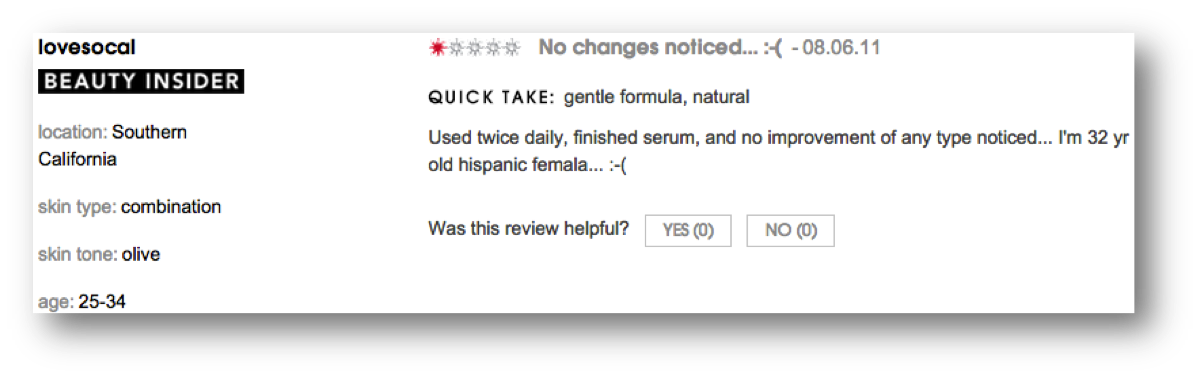 lovesocal
BEAUTY INSIDER
location: Southern
California
skin type: combination
skin tone: olive
age: 25-34
No changes noticed... :-( - 08.06.11
QUICK TAKE: gentle formula, natural
Used twice daily, finished serum, and no improvement of any type noticed... I'm 32 yr
old hispanic femala... :-(
Was this review helpful? YES (0) NO (0)